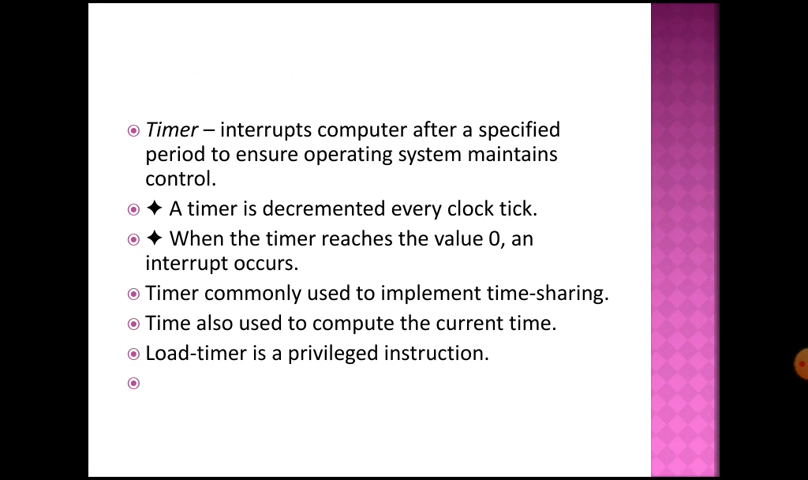 Timer – interrupts computer after a specified
period to ensure operating system maintains
control.
✦ A timer is decremented every clock tick.
✦ When the timer reaches the value 0, an
interrupt occurs.
Timer commonly used to implement time-sharing.
Time also used to compute the current time.
Load-timer is a privileged instruction.